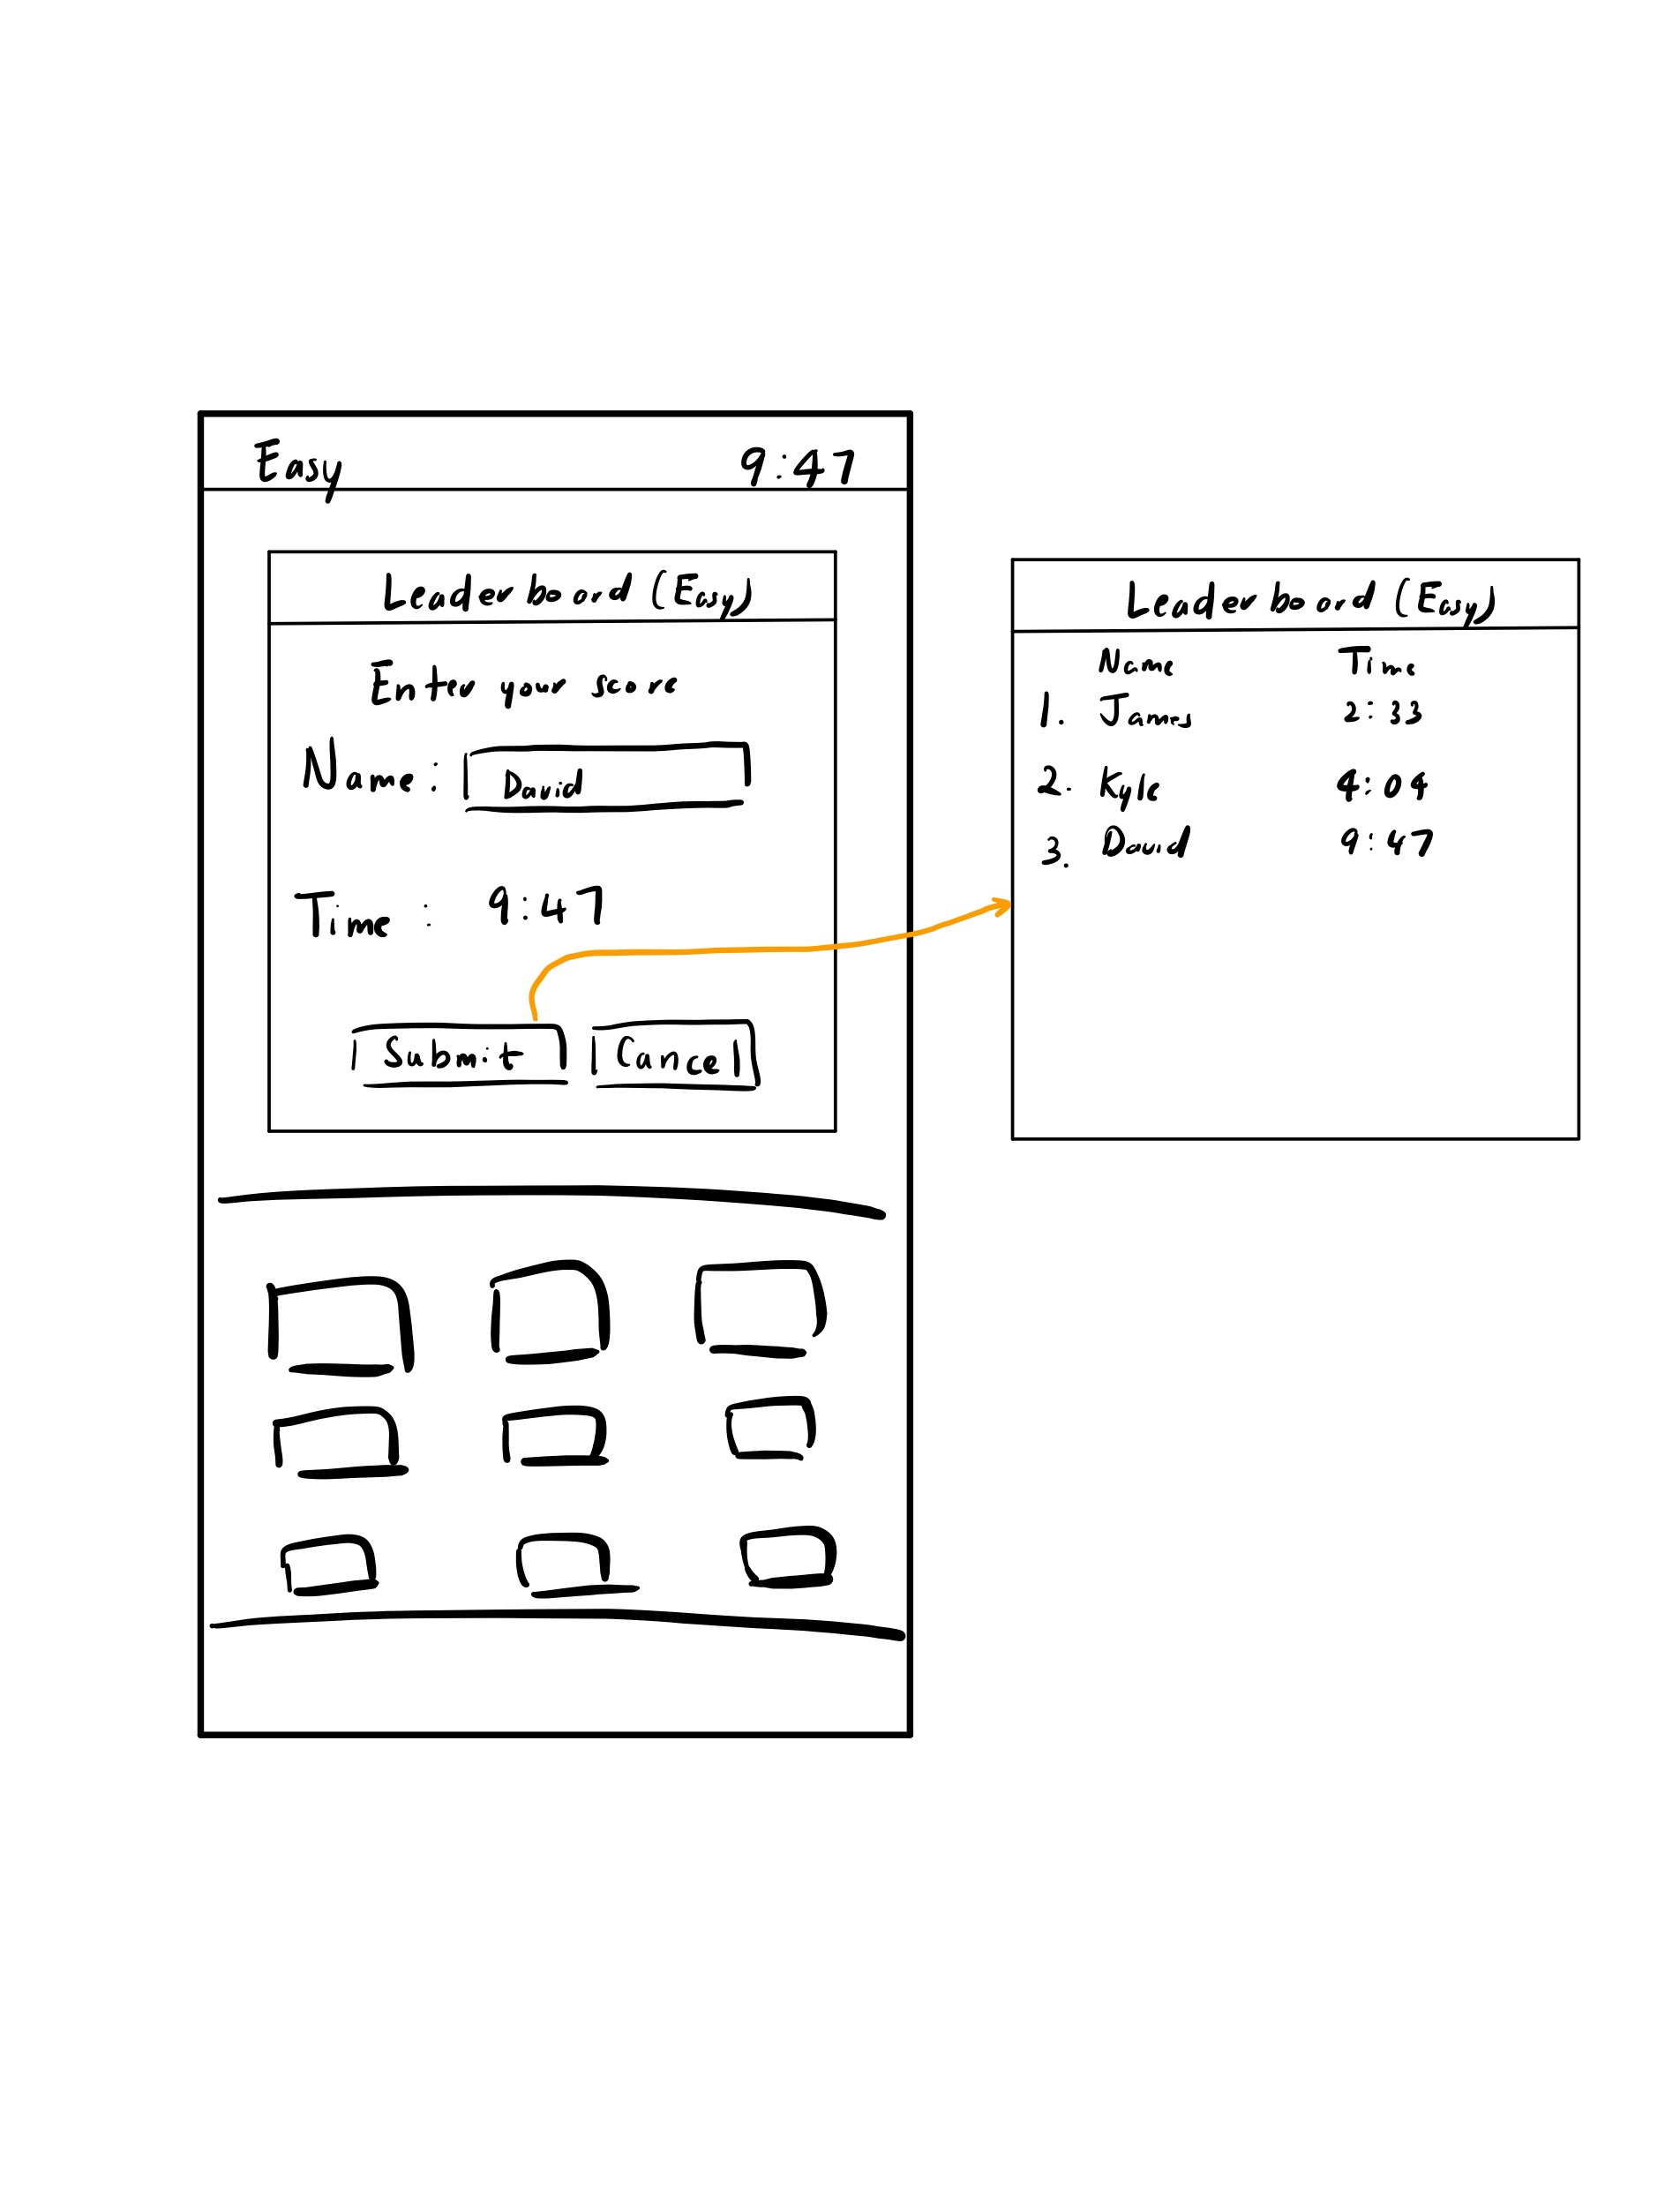 Easy 9:47
Leaderboard (Easy)
Enter your score
Name: David
Time: 9:47
Submit Cancel
Leaderboard (Easy)
Name Time
1. James 2:33
2. Kyle 4:04
3. David 9:47